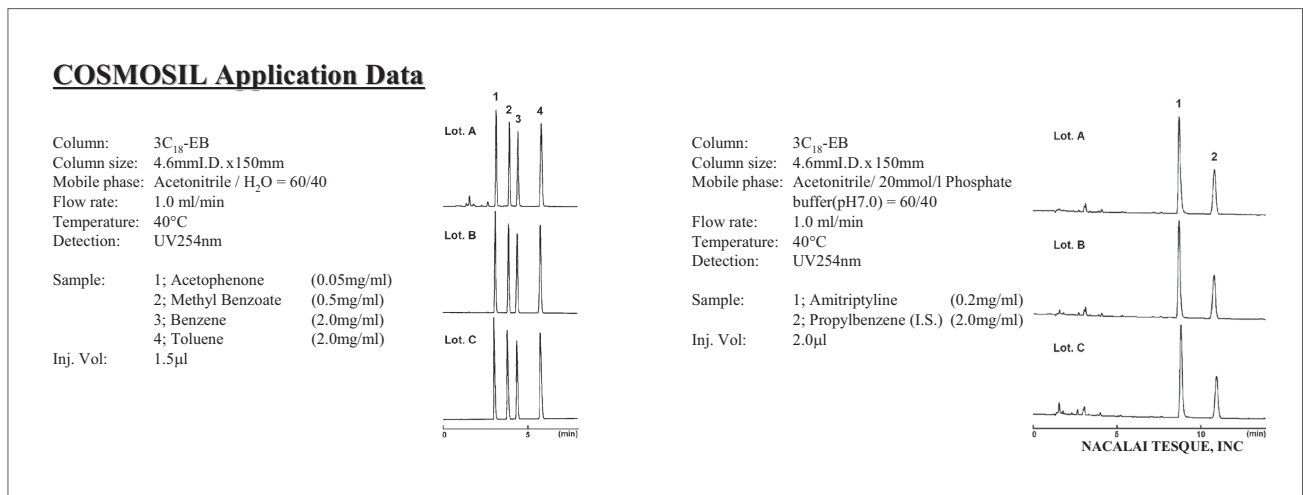 COSMOSIL Application Data
Column: 3C18-EB
Column size: 4.6mmI.D. x 150mm
Mobile phase: Acetonitrile / H2O = 60/40
Flow rate: 1.0 ml/min
Temperature: 40°C
Detection: UV254nm
Sample: 1; Acetophenone (0.05mg/ml)
2; Methyl Benzoate (0.5mg/ml)
3; Benzene (2.0mg/ml)
4; Toluene (2.0mg/ml)
Inj. Vol: 1.5µl
1 2 3 4
Lot. A
Lot. B
Lot. C
0 5 (min)
Column: 3C18-EB
Column size: 4.6mmI.D. x 150mm
Mobile phase: Acetonitrile/ 20mmol/l Phosphate
buffer(pH7.0) = 60/40
Flow rate: 1.0 ml/min
Temperature: 40°C
Detection: UV254nm
Sample: 1; Amitriptyline (0.2mg/ml)
2; Propylbenzene (I.S.) (2.0mg/ml)
Inj. Vol: 2.0µl
1 2
Lot. A
Lot. B
Lot. C
0 5 10 (min)
NACALAI TESQUE, INC